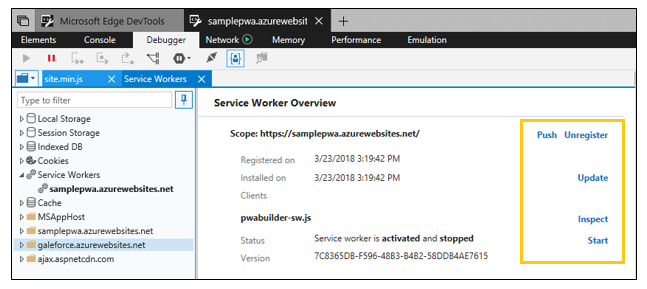 Microsoft Edge DevTools
samplepwa.azurewebsit
Elements Console Debugger Network Memory Performance Emulation
site.min.js
Service Workers
Type to filter
Local Storage
Session Storage
Indexed DB
Cookies
Service Workers
samplepwa.azurewebsites.net
Cache
MSAppHost
samplepwa.azurewebsites.net
galeforce.azurewebsites.net
ajax.aspnetcdn.com
Service Worker Overview
Scope: https://samplepwa.azurewebsites.net/ Push Unregister
Registered on 3/23/2018 3:19:42 PM
Installed on 3/23/2018 3:19:42 PM Update
Clients
pwabuilder-sw.js Inspect
Status Service worker is activated and stopped Start
Version 7C8365DB-F596-48B3-B4B2-58DDB4AE7615